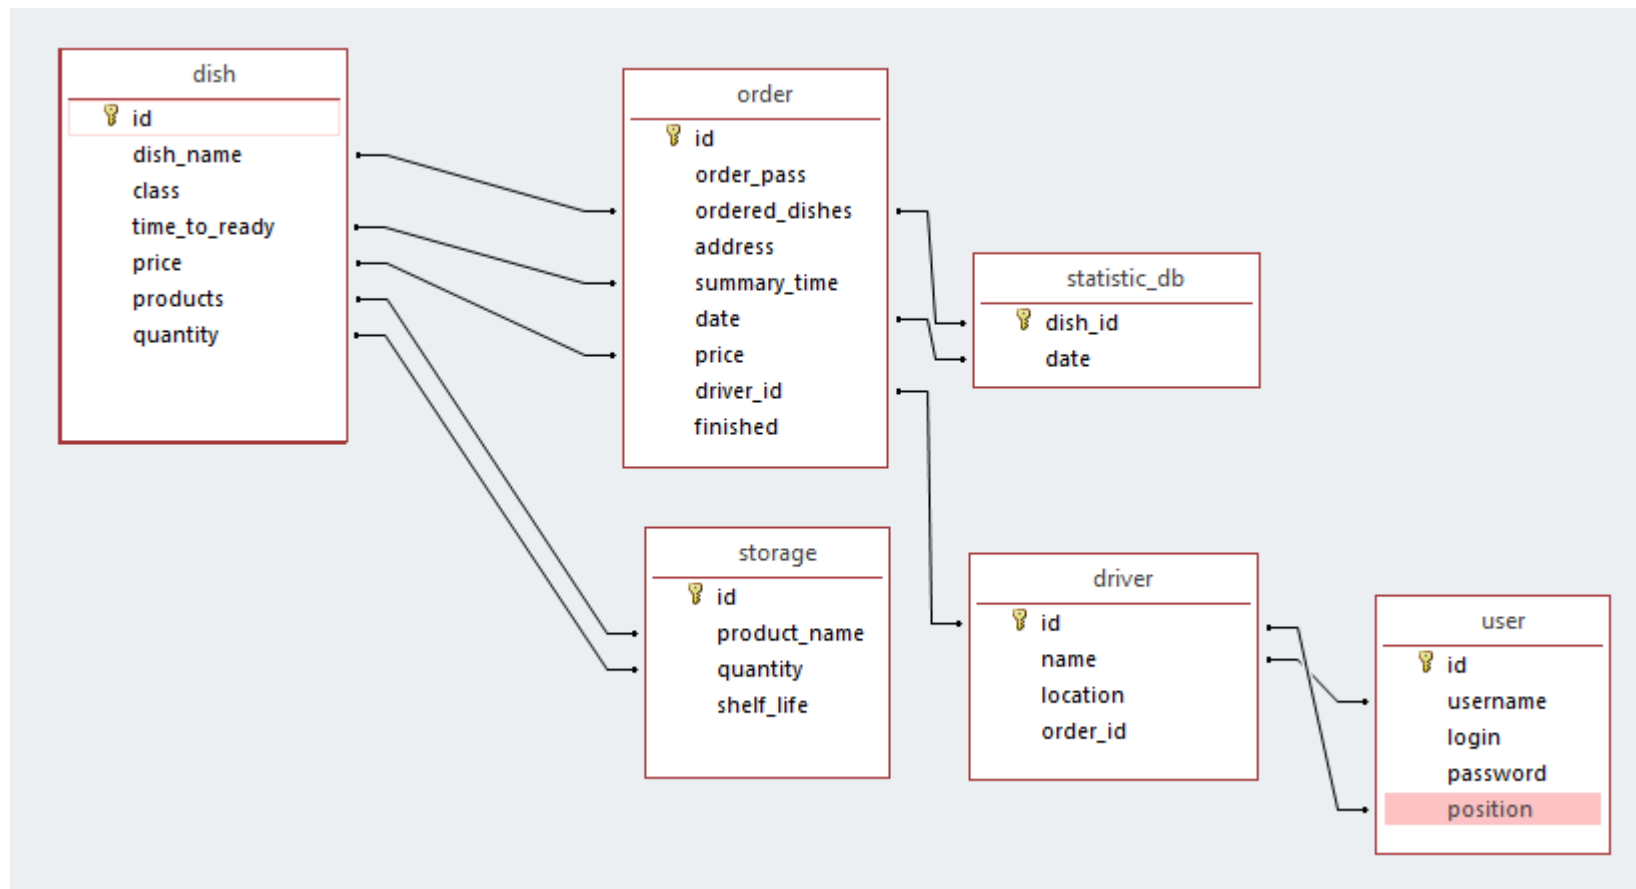 dish
id
dish_name
class
time_to_ready
price
products
quantity
order
id
order_pass
ordered_dishes
address
summary_time
date
price
driver_id
finished
statistic_db
dish_id
date
storage
id
product_name
quantity
shelf_life
driver
id
name
location
order_id
user
id
username
login
password
position